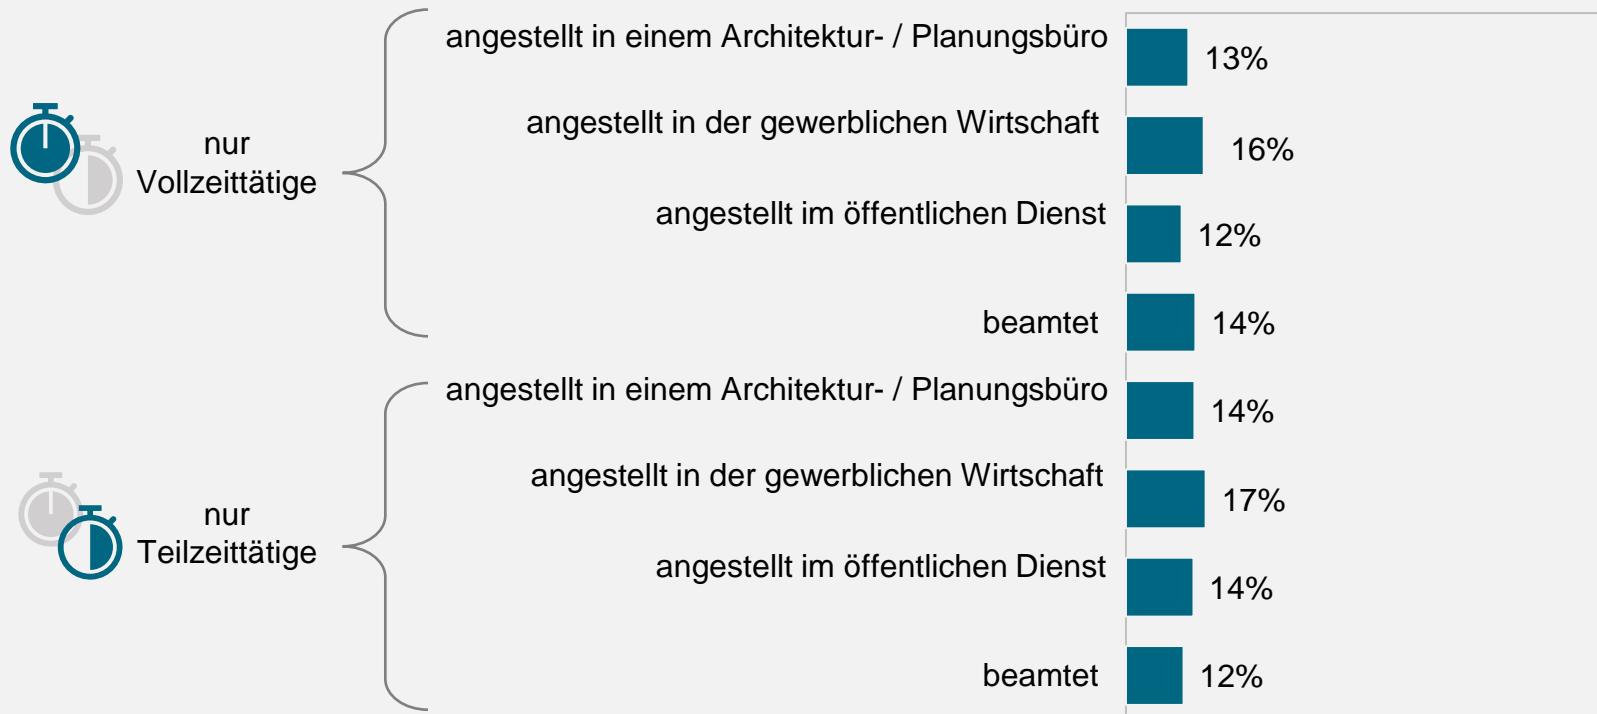 nur
Vollzeittätige
angestellt in einem Architektur- / Planungsbüro 13%
angestellt in der gewerblichen Wirtschaft 16%
angestellt im öffentlichen Dienst 12%
beamtet 14%
nur
Teilzeittätige
angestellt in einem Architektur- / Planungsbüro 14%
angestellt in der gewerblichen Wirtschaft 17%
angestellt im öffentlichen Dienst 14%
beamtet 12%